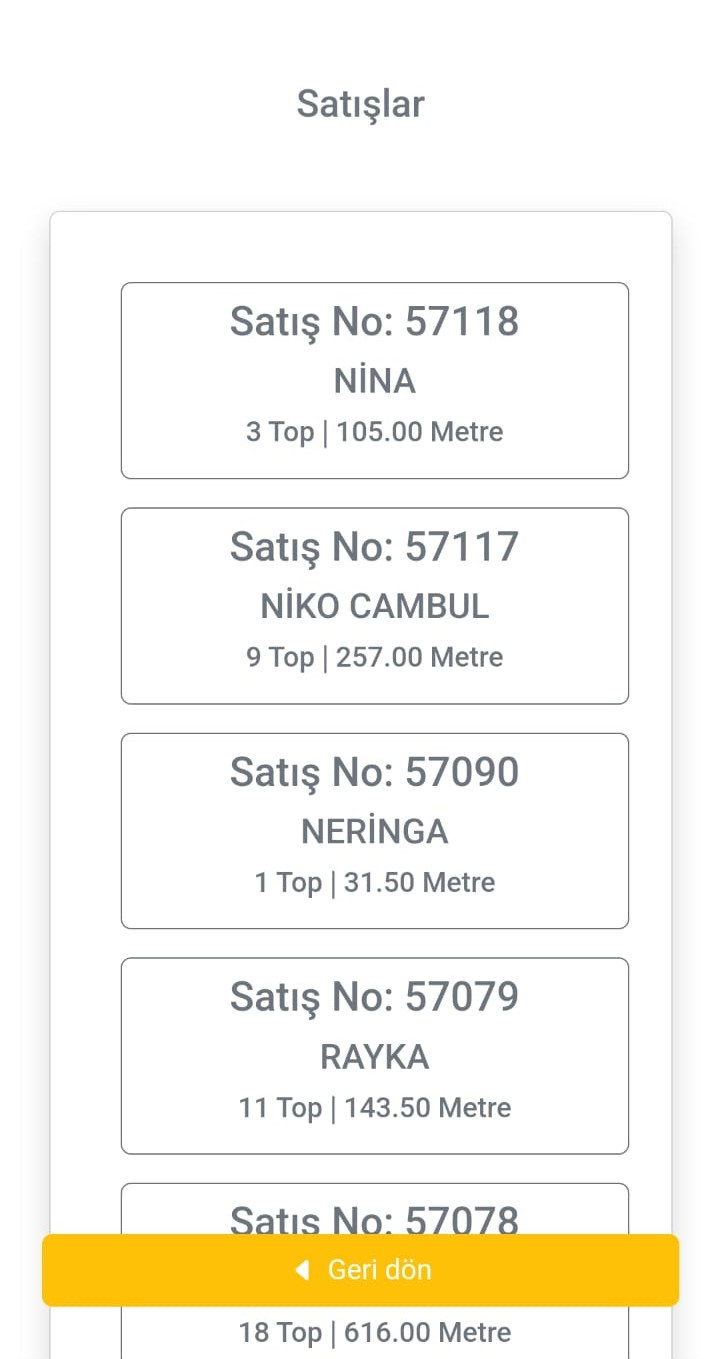 Satışlar
Satış No: 57118
NİNA
3 Top | 105.00 Metre
Satış No: 57117
NİKO CAMBUL
9 Top | 257.00 Metre
Satış No: 57090
NERİNGA
1 Top | 31.50 Metre
Satış No: 57079
RAYKA
11 Top | 143.50 Metre
Satış No: 57078
Geri dön
18 Top | 616.00 Metre